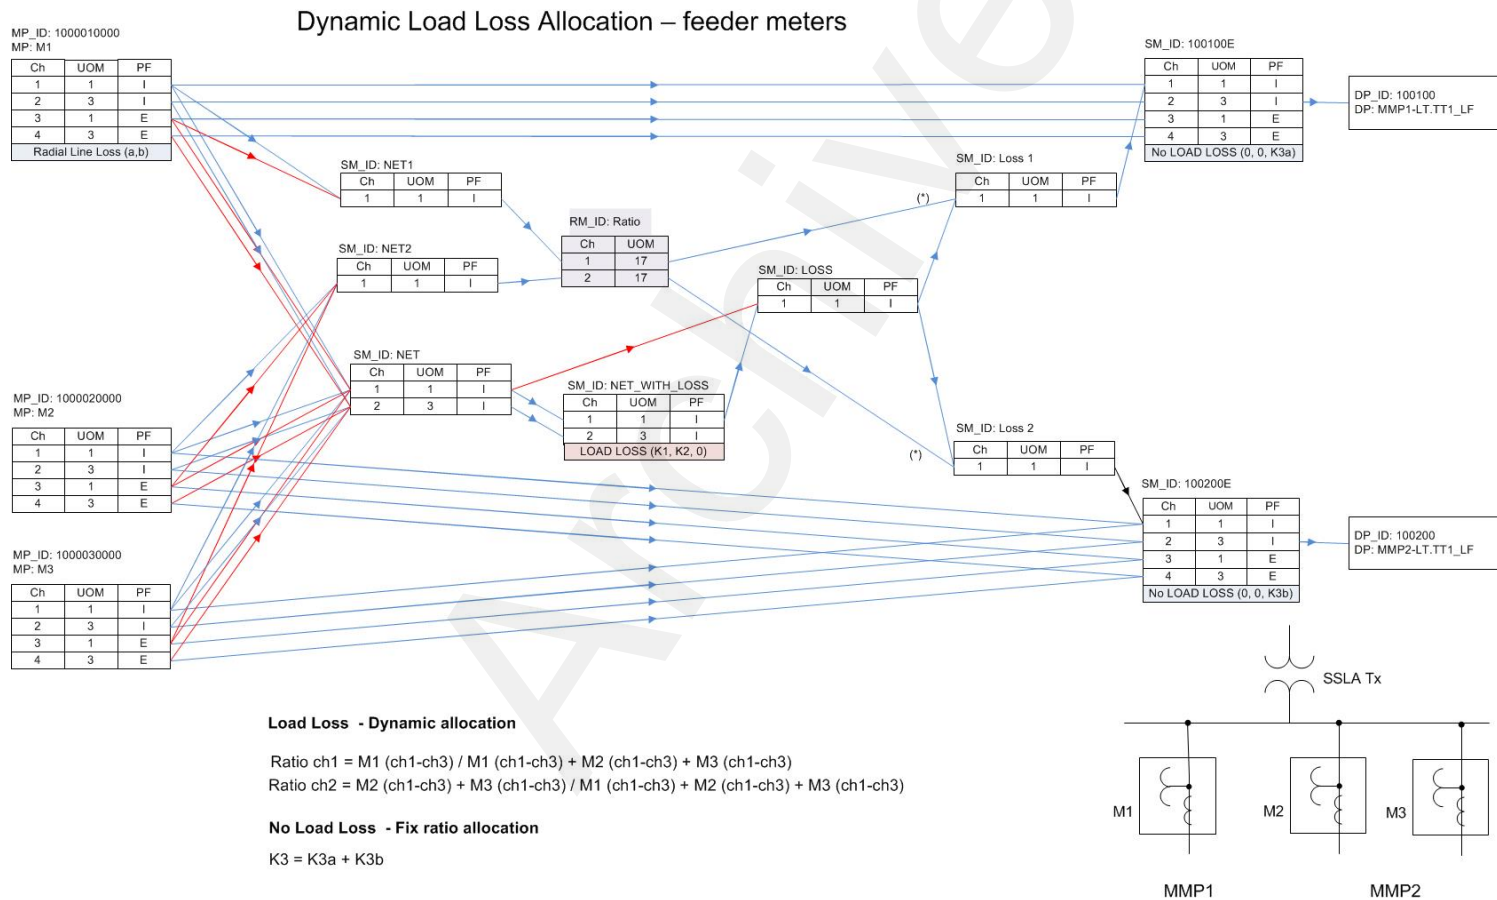 Dynamic Load Loss Allocation – feeder meters
MP_ID: 1000010000
MP: M1
Ch UOM PF
1 1 I
2 3 I
3 1 E
4 3 E
Radial Line Loss (a,b)
SM_ID: 100100E
Ch UOM PF
1 1 I
2 3 I
3 1 E
4 3 E
No LOAD LOSS (0, 0, K3a)
DP_ID: 100100
DP: MMP1-LT.TT1_LF
SM_ID: NET1
Ch UOM PF
1 1 I
SM_ID: Loss 1
Ch UOM PF
1 1 I
(*)
RM_ID: Ratio
Ch UOM
1 17
2 17
SM_ID: NET2
Ch UOM PF
1 1 I
SM_ID: LOSS
Ch UOM PF
1 1 I
SM_ID: NET
Ch UOM PF
1 1 I
2 3 I
SM_ID: NET_WITH_LOSS
Ch UOM PF
1 1 I
2 3 I
LOAD LOSS (K1, K2, 0)
MP_ID: 1000020000
MP: M2
Ch UOM PF
1 1 I
2 3 I
3 1 E
4 3 E
SM_ID: Loss 2
Ch UOM PF
1 1 I
(*)
SM_ID: 100200E
Ch UOM PF
1 1 I
2 3 I
3 1 E
4 3 E
No LOAD LOSS (0, 0, K3b)
DP_ID: 100200
DP: MMP2-LT.TT1_LF
MP_ID: 1000030000
MP: M3
Ch UOM PF
1 1 I
2 3 I
3 1 E
4 3 E
SSLA Tx
Load Loss - Dynamic allocation
Ratio ch1 = M1 (ch1-ch3) / M1 (ch1-ch3) + M2 (ch1-ch3) + M3 (ch1-ch3)
Ratio ch2 = M2 (ch1-ch3) + M3 (ch1-ch3) / M1 (ch1-ch3) + M2 (ch1-ch3) + M3 (ch1-ch3)
No Load Loss - Fix ratio allocation
K3 = K3a + K3b
M1
M2
M3
MMP1
MMP2
Archive